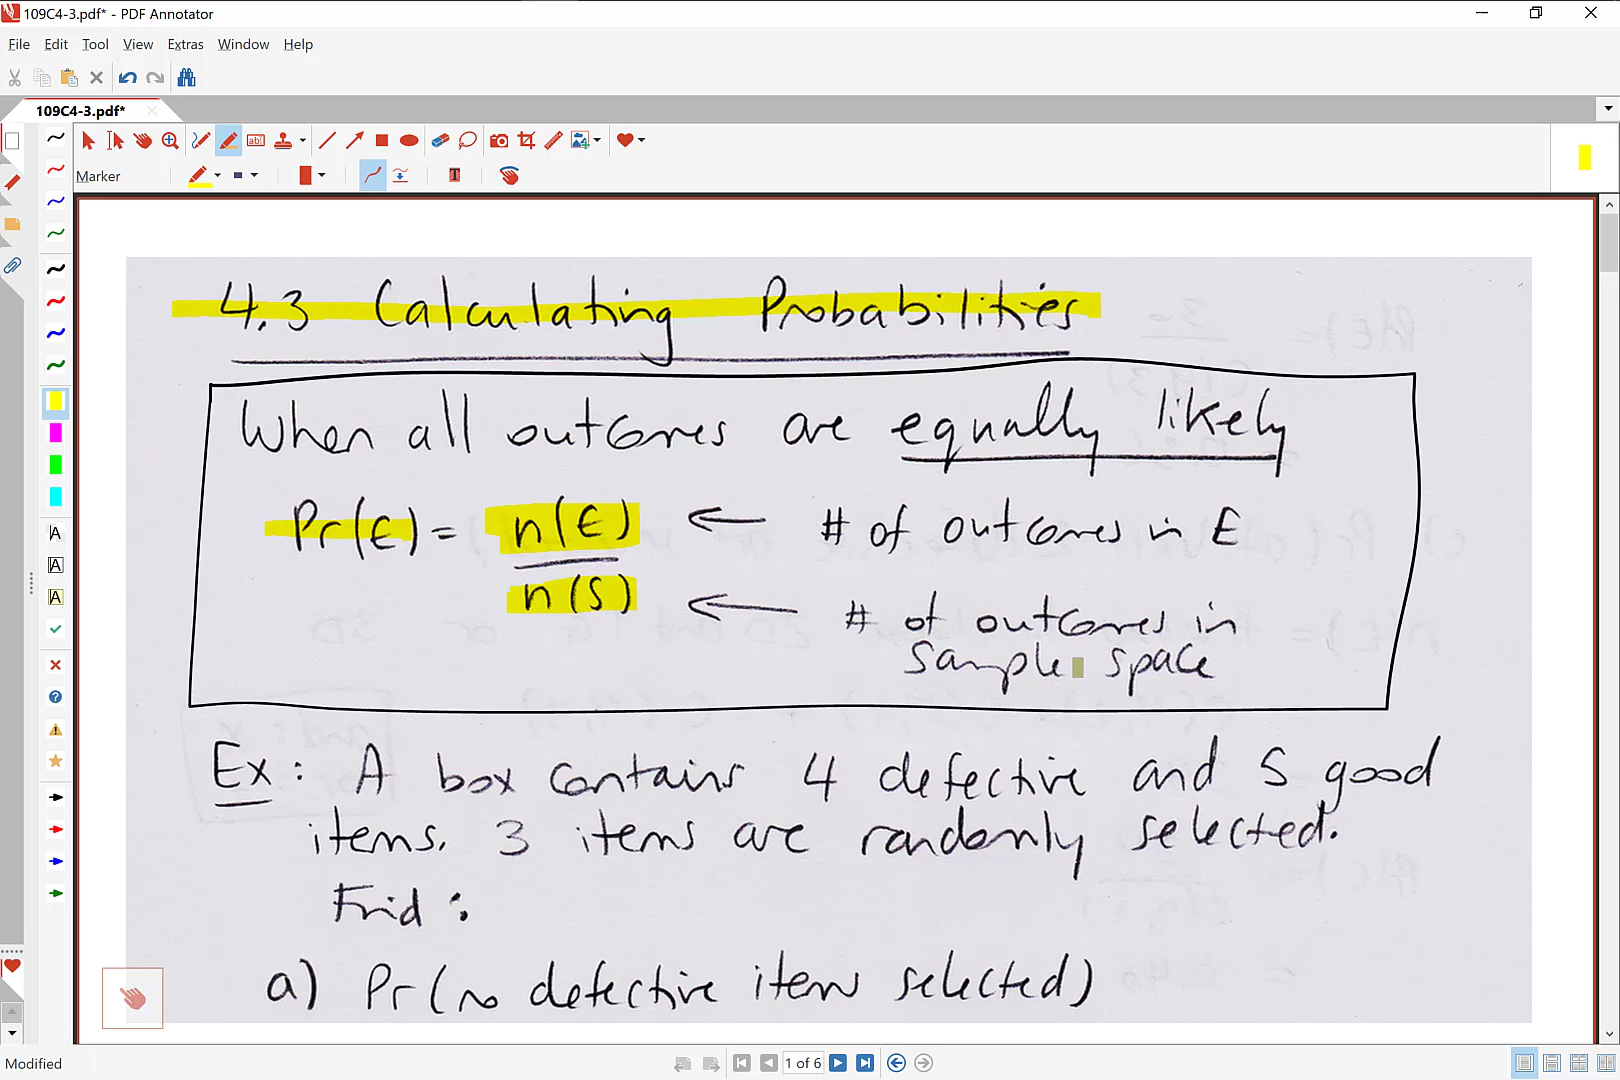 109C4-3.pdf* - PDF Annotator
File Edit Tool View Extras Window Help
109C4-3.pdf*
Marker
4.3 Calculating Probabilities
When all outcomes are equally likely
Pr(E) = n(E) ← # of outcomes in E
n(S) ← # of outcomes in
sample space
Ex: A box contains 4 defective and 5 good
items. 3 items are randomly selected.
Find:
a) Pr(no defective items selected)
Modified
1 of 6